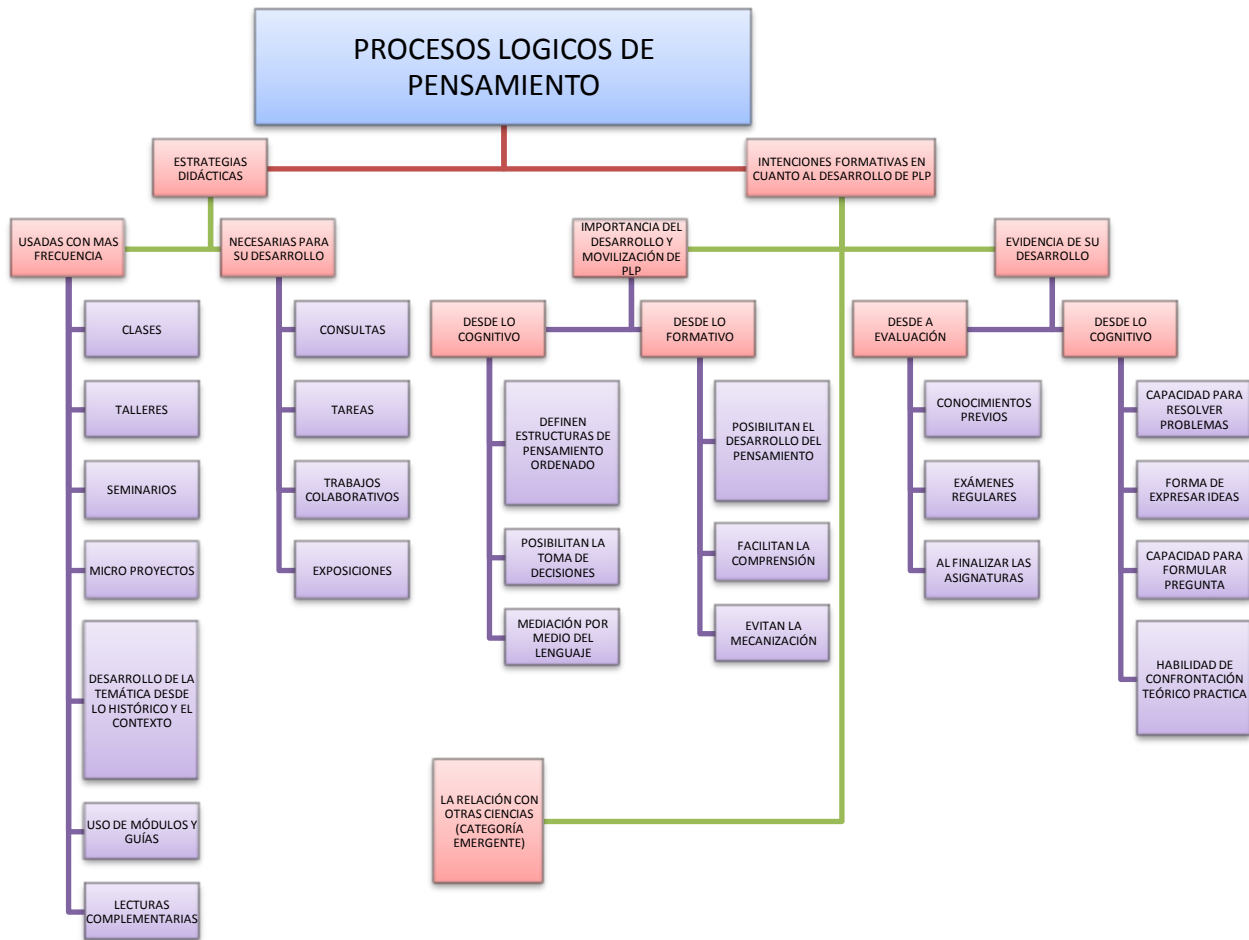 PROCESOS LOGICOS DE
PENSAMIENTO
ESTRATEGIAS
DIDÁCTICAS
INTENCIONES FORMATIVAS EN
CUANTO AL DESARROLLO DE PLP
USADAS CON MAS
FRECUENCIA
NECESARIAS PARA
SU DESARROLLO
IMPORTANCIA DEL
DESARROLLO Y
MOVILIZACIÓN DE
PLP
EVIDENCIA DE SU
DESARROLLO
CLASES
TALLERES
SEMINARIOS
MICRO PROYECTOS
DESARROLLO DE LA
TEMÁTICA DESDE
LO HISTÓRICO Y EL
CONTEXTO
USO DE MÓDULOS Y
GUÍAS
LECTURAS
COMPLEMENTARIAS
CONSULTAS
TAREAS
TRABAJOS
COLABORATIVOS
EXPOSICIONES
DESDE LO
COGNITIVO
DEFINEN
ESTRUCTURAS DE
PENSAMIENTO
ORDENADO
POSIBILITAN LA
TOMA DE
DECISIONES
MEDIACIÓN POR
MEDIO DEL
LENGUAJE
DESDE LO
FORMATIVO
POSIBILITAN EL
DESARROLLO DEL
PENSAMIENTO
FACILITAN LA
COMPRENSIÓN
EVITAN LA
MECANIZACIÓN
DESDE A
EVALUACIÓN
CONOCIMIENTOS
PREVIOS
EXÁMENES
REGULARES
AL FINALIZAR LAS
ASIGNATURAS
DESDE LO
COGNITIVO
CAPACIDAD PARA
RESOLVER
PROBLEMAS
FORMA DE
EXPRESAR IDEAS
CAPACIDAD PARA
FORMULAR
PREGUNTA
HABILIDAD DE
CONFRONTACIÓN
TEÓRICO PRACTICA
LA RELACIÓN CON
OTRAS CIENCIAS
(CATEGORÍA
EMERGENTE)